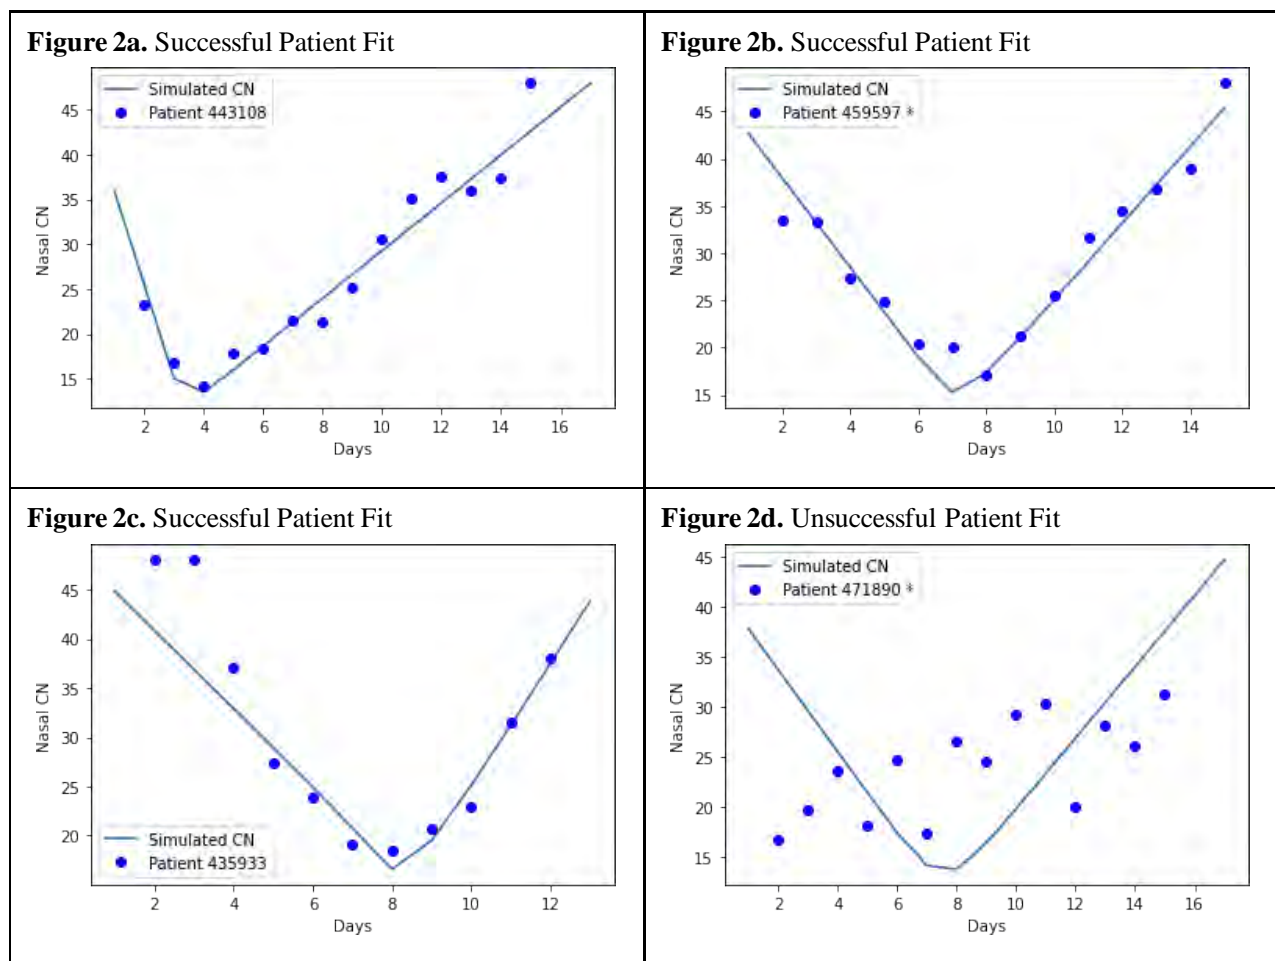 Figure 2a. Successful Patient Fit
Simulated CN
Patient 443108
45
40
35
30
25
20
15
Nasal CN
2 4 6 8 10 12 14 16
Days
Figure 2b. Successful Patient Fit
Simulated CN
Patient 459597 *
45
40
35
30
25
20
15
Nasal CN
2 4 6 8 10 12 14
Days
Figure 2c. Successful Patient Fit
45
40
35
30
25
20
Nasal CN
Simulated CN
Patient 435933
2 4 6 8 10 12
Days
Figure 2d. Unsuccessful Patient Fit
Simulated CN
Patient 471890 *
45
40
35
30
25
20
15
Nasal CN
2 4 6 8 10 12 14 16
Days